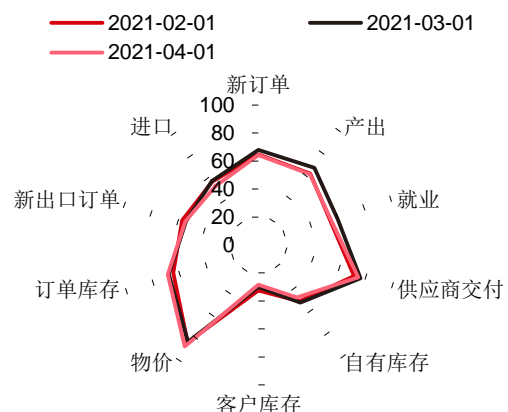 2021-02-01 2021-03-01
2021-04-01
新订单
100
进口 产出
80
60
新出口订单 40 就业
20
0
订单库存 供应商交付
物价 自有库存
客户库存